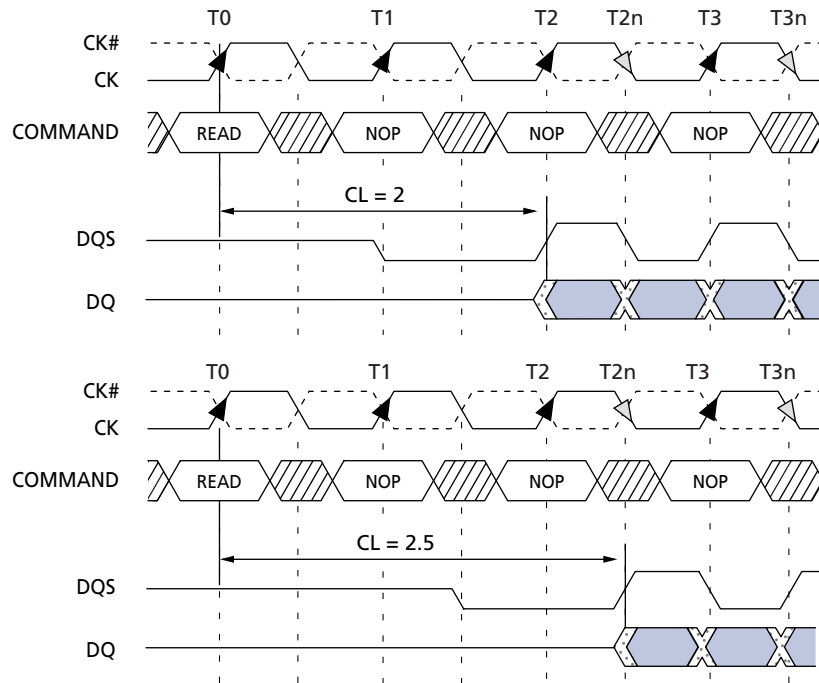 T0 T1 T2 T2n T3 T3n
CK#
CK
COMMAND READ NOP NOP NOP
CL = 2
DQS
DQ
T0 T1 T2 T2n T3 T3n
CK#
CK
COMMAND READ NOP NOP NOP
CL = 2.5
DQS
DQ